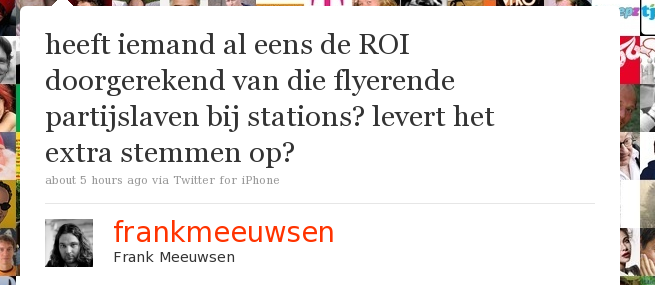 heeft iemand al eens de ROI
doorgerekend van die flyerende
partijslaven bij stations? levert het
extra stemmen op?
about 5 hours ago via Twitter for iPhone
frankmeeuwsen
Frank Meeuwsen